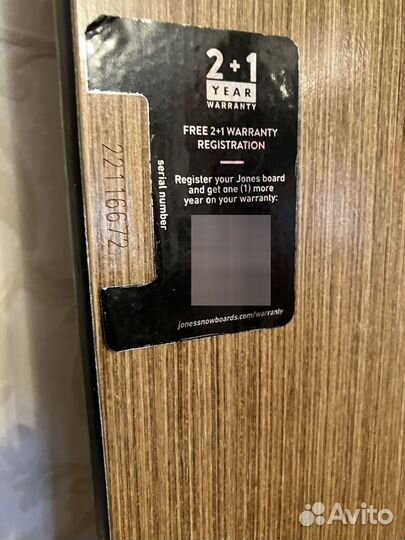 2+1
YEAR
WARRANTY
FREE 2+1 WARRANTY
REGISTRATION
Register your Jones board
and get one (1) more
year on your warranty:
jonessnowboards.com/warranty
serial number
22116672
Avito